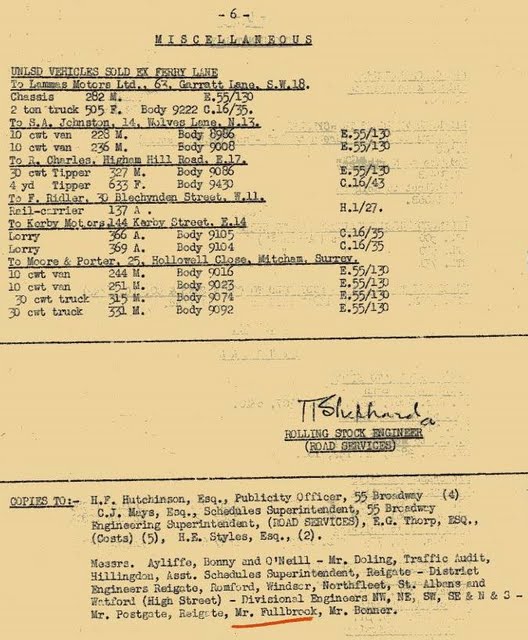 - 6 -
MISCELLANEOUS
UNLSD VEHICLES SOLD EX FERRY LANE
To Lammas Motors Ltd., 63, Garratt Lane, S.W.18.
Chassis 282 M. E.55/130
2 ton truck 505 F. Body 9222 C.16/35.
To S.A. Johnston, 14, Wolves Lane, N.13.
10 cwt van 228 M. Body 8986 E.55/130
10 cwt van 236 M. Body 9008 E.55/130
To R. Charles, Higham Hill Road, E.17.
30 cwt Tipper 327 M. Body 9086 E.55/130
4 yd Tipper 633 F. Body 9430 C.16/43
To F. Ridler, 30 Blechynden Street, W.11.
Rail-carrier 137 A. H.1/27.
To Kerby Motors, 144 Kerby Street, E.14
Lorry 366 A. Body 9105 C.16/35
Lorry 369 A. Body 9104 C.16/35
To Moore & Porter, 25, Hollowell Close, Mitcham, Surrey.
10 cwt van 244 M. Body 9016 E.55/130
10 cwt van 251 M. Body 9023 E.55/130
30 cwt truck 315 M. Body 9074 E.55/130
30 cwt truck 331 M. Body 9092 E.55/130
ROLLING STOCK ENGINEER
(ROAD SERVICES)
COPIES TO:- H.F. Hutchinson, Esq., Publicity Officer, 55 Broadway (4)
C.J. Mays, Esq., Schedules Superintendent, 55 Broadway
Engineering Superintendent, (ROAD SERVICES), R.G. Thorp, ESQ.,
(Costs) (5), H.E. Styles, Esq., (2).
Messrs. Ayliffe, Bonny and O'Neill - Mr. Doling, Traffic Audit,
Hillingdon, Asst. Schedules Superintendent, Reigate - District
Engineers Reigate, Romford, Windsor, Northfleet, St. Albans and
Watford (High Street) - Divisional Engineers NW, NE, SW, SE & N & S -
Mr. Postgate, Reigate, Mr. Fullbrook, Mr. Bonner.